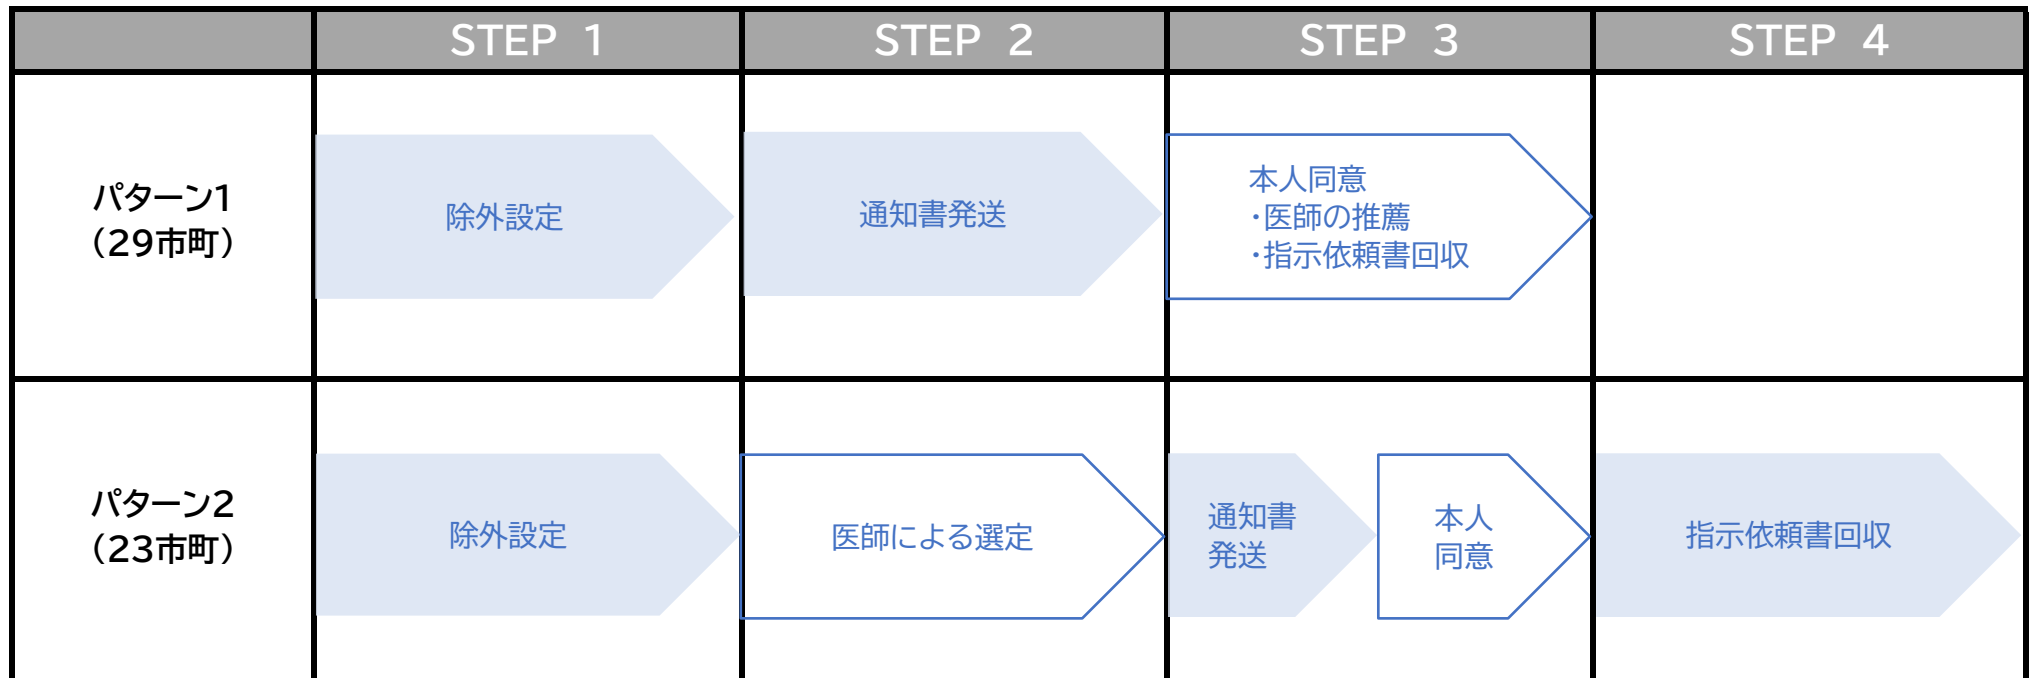 STEP 1
STEP 2
STEP 3
STEP 4
パターン1
(29市町)
除外設定
通知書発送
本人同意
・医師の推薦
・指示依頼書回収
パターン2
(23市町)
除外設定
医師による選定
通知書
発送
本人
同意
指示依頼書回収